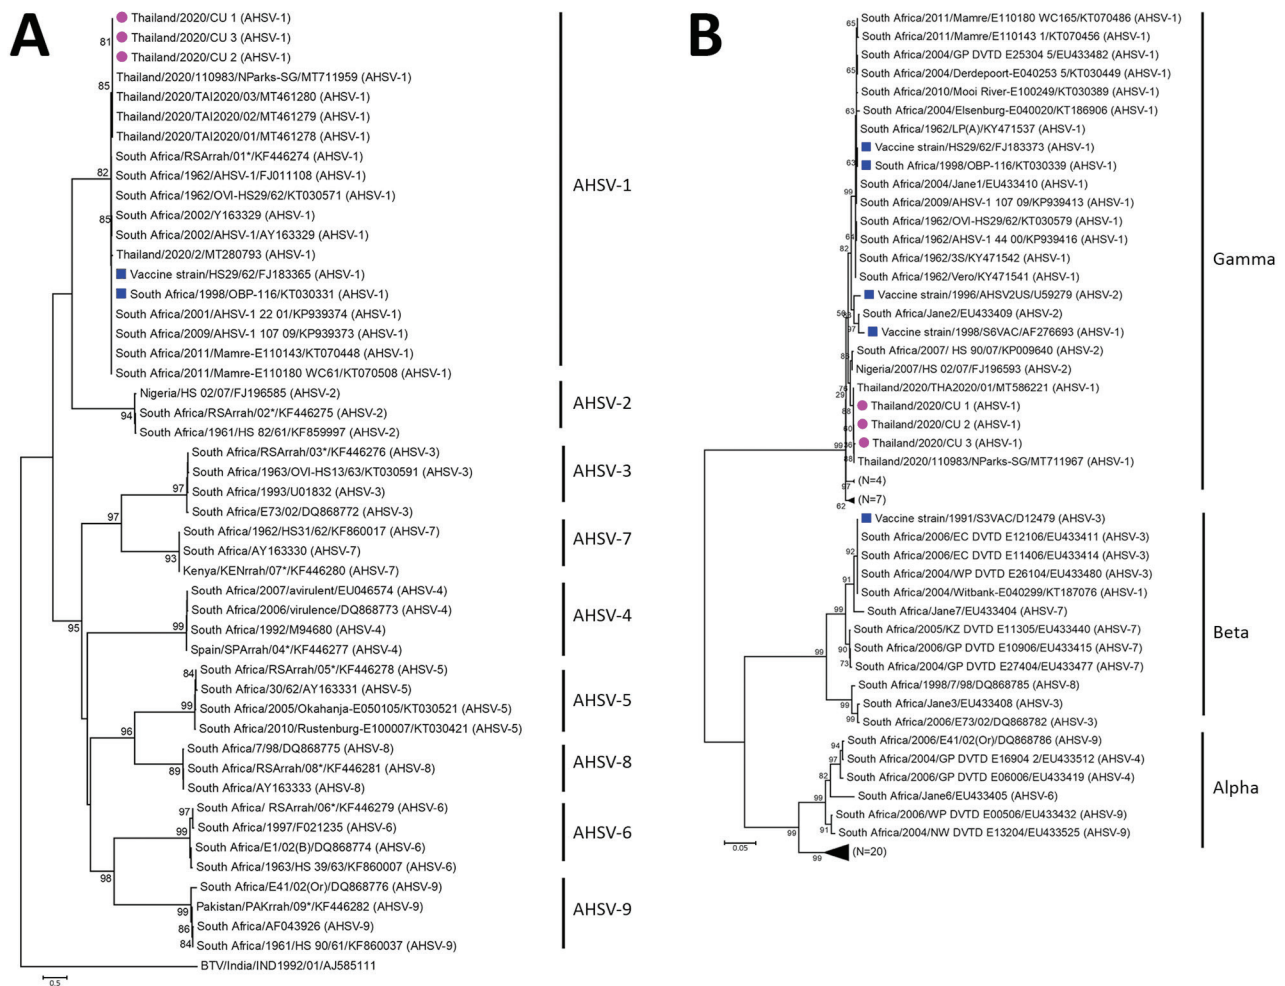 A
81
Thailand/2020/CU 1 (AHSV-1)
Thailand/2020/CU 3 (AHSV-1)
Thailand/2020/CU 2 (AHSV-1)
85
Thailand/2020/110983/NParks-SG/MT711959 (AHSV-1)
Thailand/2020/TAI2020/03/MT461280 (AHSV-1)
Thailand/2020/TAI2020/02/MT461279 (AHSV-1)
Thailand/2020/TAI2020/01/MT461278 (AHSV-1)
82
South Africa/RSArrah/01*/KF446274 (AHSV-1)
South Africa/1962/AHSV-1/FJ011108 (AHSV-1)
South Africa/1962/OVI-HS29/62/KT030571 (AHSV-1)
85
South Africa/2002/Y163329 (AHSV-1)
South Africa/2002/AHSV-1/AY163329 (AHSV-1)
Thailand/2020/2/MT280793 (AHSV-1)
Vaccine strain/HS29/62/FJ183365 (AHSV-1)
South Africa/1998/OBP-116/KT030331 (AHSV-1)
South Africa/2001/AHSV-1 22 01/KP939374 (AHSV-1)
South Africa/2009/AHSV-1 107 09/KP939373 (AHSV-1)
South Africa/2011/Mamre-E110143/KT070448 (AHSV-1)
South Africa/2011/Mamre-E110180 WC61/KT070508 (AHSV-1)
AHSV-1
94
Nigeria/HS 02/07/FJ196585 (AHSV-2)
South Africa/RSArrah/02*/KF446275 (AHSV-2)
South Africa/1961/HS 82/61/KF859997 (AHSV-2)
AHSV-2
97
South Africa/RSArrah/03*/KF446276 (AHSV-3)
South Africa/1963/OVI-HS13/63/KT030591 (AHSV-3)
South Africa/1993/U01832 (AHSV-3)
South Africa/E73/02/DQ868772 (AHSV-3)
AHSV-3
97
93
South Africa/1962/HS31/62/KF860017 (AHSV-7)
South Africa/AY163330 (AHSV-7)
Kenya/KENrrah/07*/KF446280 (AHSV-7)
AHSV-7
95
99
South Africa/2007/avirulent/EU046574 (AHSV-4)
South Africa/2006/virulence/DQ868773 (AHSV-4)
South Africa/1992/M94680 (AHSV-4)
Spain/SPArrah/04*/KF446277 (AHSV-4)
AHSV-4
84
99
South Africa/RSArrah/05*/KF446278 (AHSV-5)
South Africa/30/62/AY163331 (AHSV-5)
South Africa/2005/Okahanja-E050105/KT030521 (AHSV-5)
South Africa/2010/Rustenburg-E100007/KT030421 (AHSV-5)
AHSV-5
96
89
South Africa/7/98/DQ868775 (AHSV-8)
South Africa/RSArrah/08*/KF446281 (AHSV-8)
South Africa/AY163333 (AHSV-8)
AHSV-8
97
99
South Africa/ RSArrah/06*/KF446279 (AHSV-6)
South Africa/1997/F021235 (AHSV-6)
South Africa/E1/02(B)/DQ868774 (AHSV-6)
South Africa/1963/HS 39/63/KF860007 (AHSV-6)
AHSV-6
98
99
86
84
South Africa/E41/02(Or)/DQ868776 (AHSV-9)
Pakistan/PAKrrah/09*/KF446282 (AHSV-9)
South Africa/AF043926 (AHSV-9)
South Africa/1961/HS 90/61/KF860037 (AHSV-9)
AHSV-9
BTV/India/IND1992/01/AJ585111
0.5
B
65
South Africa/2011/Mamre/E110180 WC165/KT070486 (AHSV-1)
South Africa/2011/Mamre/E110143 1/KT070456 (AHSV-1)
South Africa/2004/GP DVTD E25304 5/EU433482 (AHSV-1)
65
South Africa/2004/Derdepoort-E040253 5/KT030449 (AHSV-1)
South Africa/2010/Mooi River-E100249/KT030389 (AHSV-1)
63
South Africa/2004/Elsenburg-E040020/KT186906 (AHSV-1)
South Africa/1962/LP(A)/KY471537 (AHSV-1)
Vaccine strain/HS29/62/FJ183373 (AHSV-1)
63
South Africa/1998/OBP-116/KT030339 (AHSV-1)
South Africa/2004/Jane1/EU433410 (AHSV-1)
99
South Africa/2009/AHSV-1 107 09/KP939413 (AHSV-1)
South Africa/1962/OVI-HS29/62/KT030579 (AHSV-1)
64
South Africa/1962/AHSV-1 44 00/KP939416 (AHSV-1)
82
South Africa/1962/3S/KY471542 (AHSV-1)
South Africa/1962/Vero/KY471541 (AHSV-1)
Vaccine strain/1996/AHSV2US/U59279 (AHSV-2)
South Africa/Jane2/EU433409 (AHSV-2)
97
Vaccine strain/1998/S6VAC/AF276693 (AHSV-1)
South Africa/2007/ HS 90/07/KP009640 (AHSV-2)
Nigeria/2007/HS 02/07/FJ196593 (AHSV-2)
76
29
Thailand/2020/THA2020/01/MT586221 (AHSV-1)
88
Thailand/2020/CU 1 (AHSV-1)
60
Thailand/2020/CU 2 (AHSV-1)
99
Thailand/2020/CU 3 (AHSV-1)
88
Thailand/2020/110983/NParks-SG/MT711967 (AHSV-1)
97
(N=4)
62
(N=7)
Gamma
Vaccine strain/1991/S3VAC/D12479 (AHSV-3)
South Africa/2006/EC DVTD E12106/EU433411 (AHSV-3)
92
South Africa/2006/EC DVTD E11406/EU433414 (AHSV-3)
91
South Africa/2004/WP DVTD E26104/EU433480 (AHSV-3)
South Africa/2004/Witbank-E040299/KT187076 (AHSV-1)
99
South Africa/Jane7/EU433404 (AHSV-7)
South Africa/2005/KZ DVTD E11305/EU433440 (AHSV-7)
90
South Africa/2006/GP DVTD E10906/EU433415 (AHSV-7)
73
South Africa/2004/GP DVTD E27404/EU433477 (AHSV-7)
99
South Africa/1998/7/98/DQ868785 (AHSV-8)
99
South Africa/Jane3/EU433408 (AHSV-3)
99
South Africa/2006/E73/02/DQ868782 (AHSV-3)
Beta
94
South Africa/2006/E41/02(Or)/DQ868786 (AHSV-9)
97
South Africa/2004/GP DVTD E16904 2/EU433512 (AHSV-4)
82
South Africa/2006/GP DVTD E06006/EU433419 (AHSV-4)
99
South Africa/Jane6/EU433405 (AHSV-6)
South Africa/2006/WP DVTD E00506/EU433432 (AHSV-9)
91
South Africa/2004/NW DVTD E13204/EU433525 (AHSV-9)
99
99
(N=20)
Alpha
0.05